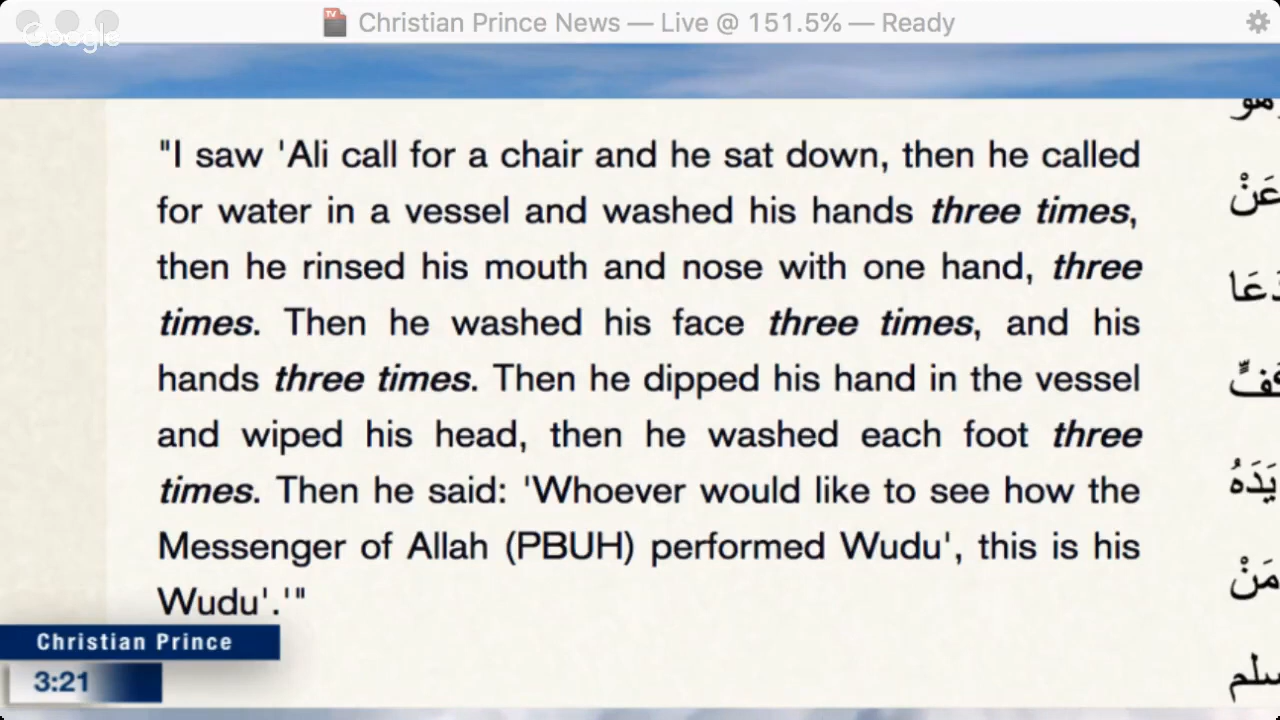 Christian Prince News — Live @ 151.5% — Ready
Google
"I saw 'Ali call for a chair and he sat down, then he called
for water in a vessel and washed his hands three times,
then he rinsed his mouth and nose with one hand, three
times. Then he washed his face three times, and his
hands three times. Then he dipped his hand in the vessel
and wiped his head, then he washed each foot three
times. Then he said: 'Whoever would like to see how the
Messenger of Allah (PBUH) performed Wudu', this is his
Wudu'.'"
عَنْ
مَنْ
Christian Prince
3:21